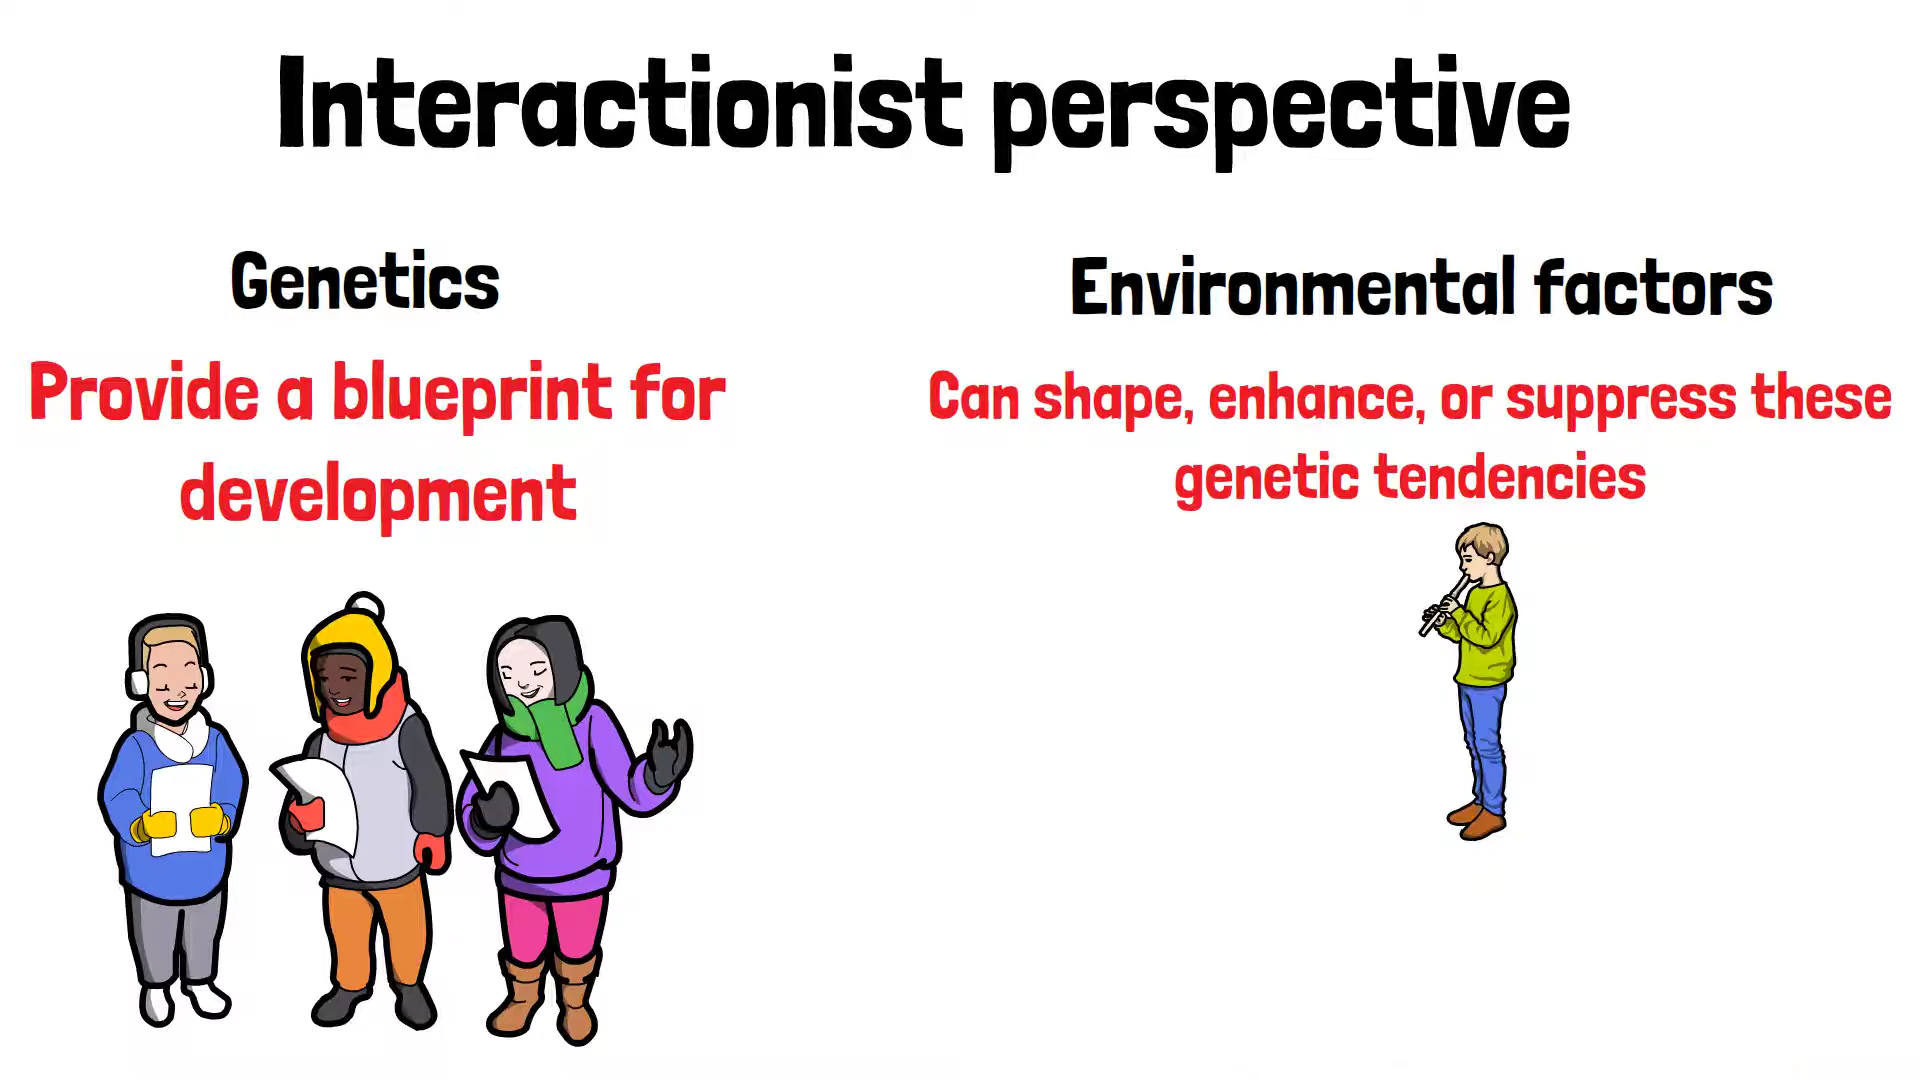 Interactionist perspective
Genetics
Provide a blueprint for
development
Environmental factors
Can shape, enhance, or suppress these
genetic tendencies